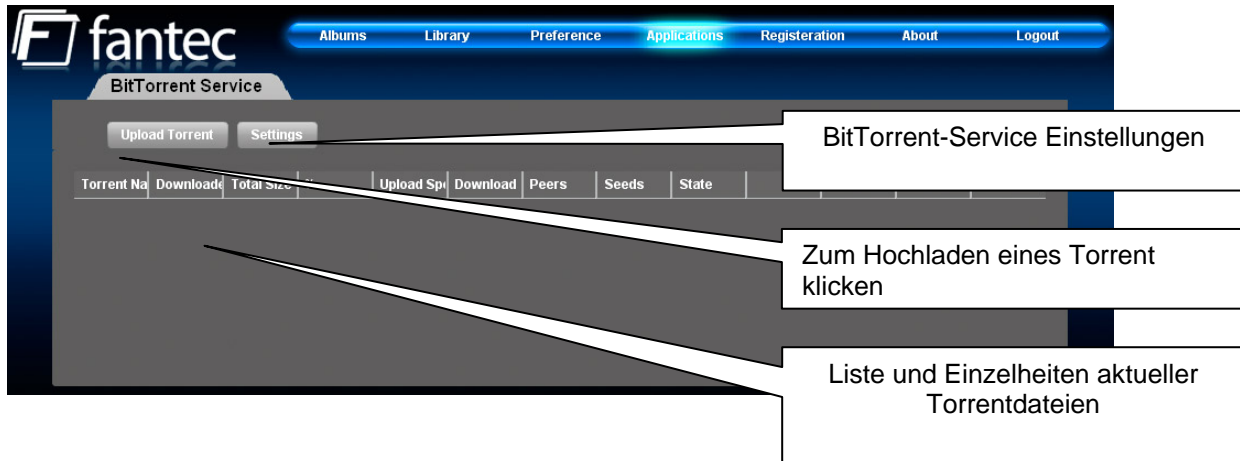 fantec
Albums Library Preference Applications Registeration About Logout
BitTorrent Service
Upload Torrent Settings
BitTorrent-Service Einstellungen
Torrent Na Downloade Total Size Upload Spe Download Peers Seeds State
Zum Hochladen eines Torrent
klicken
Liste und Einzelheiten aktueller
Torrentdateien